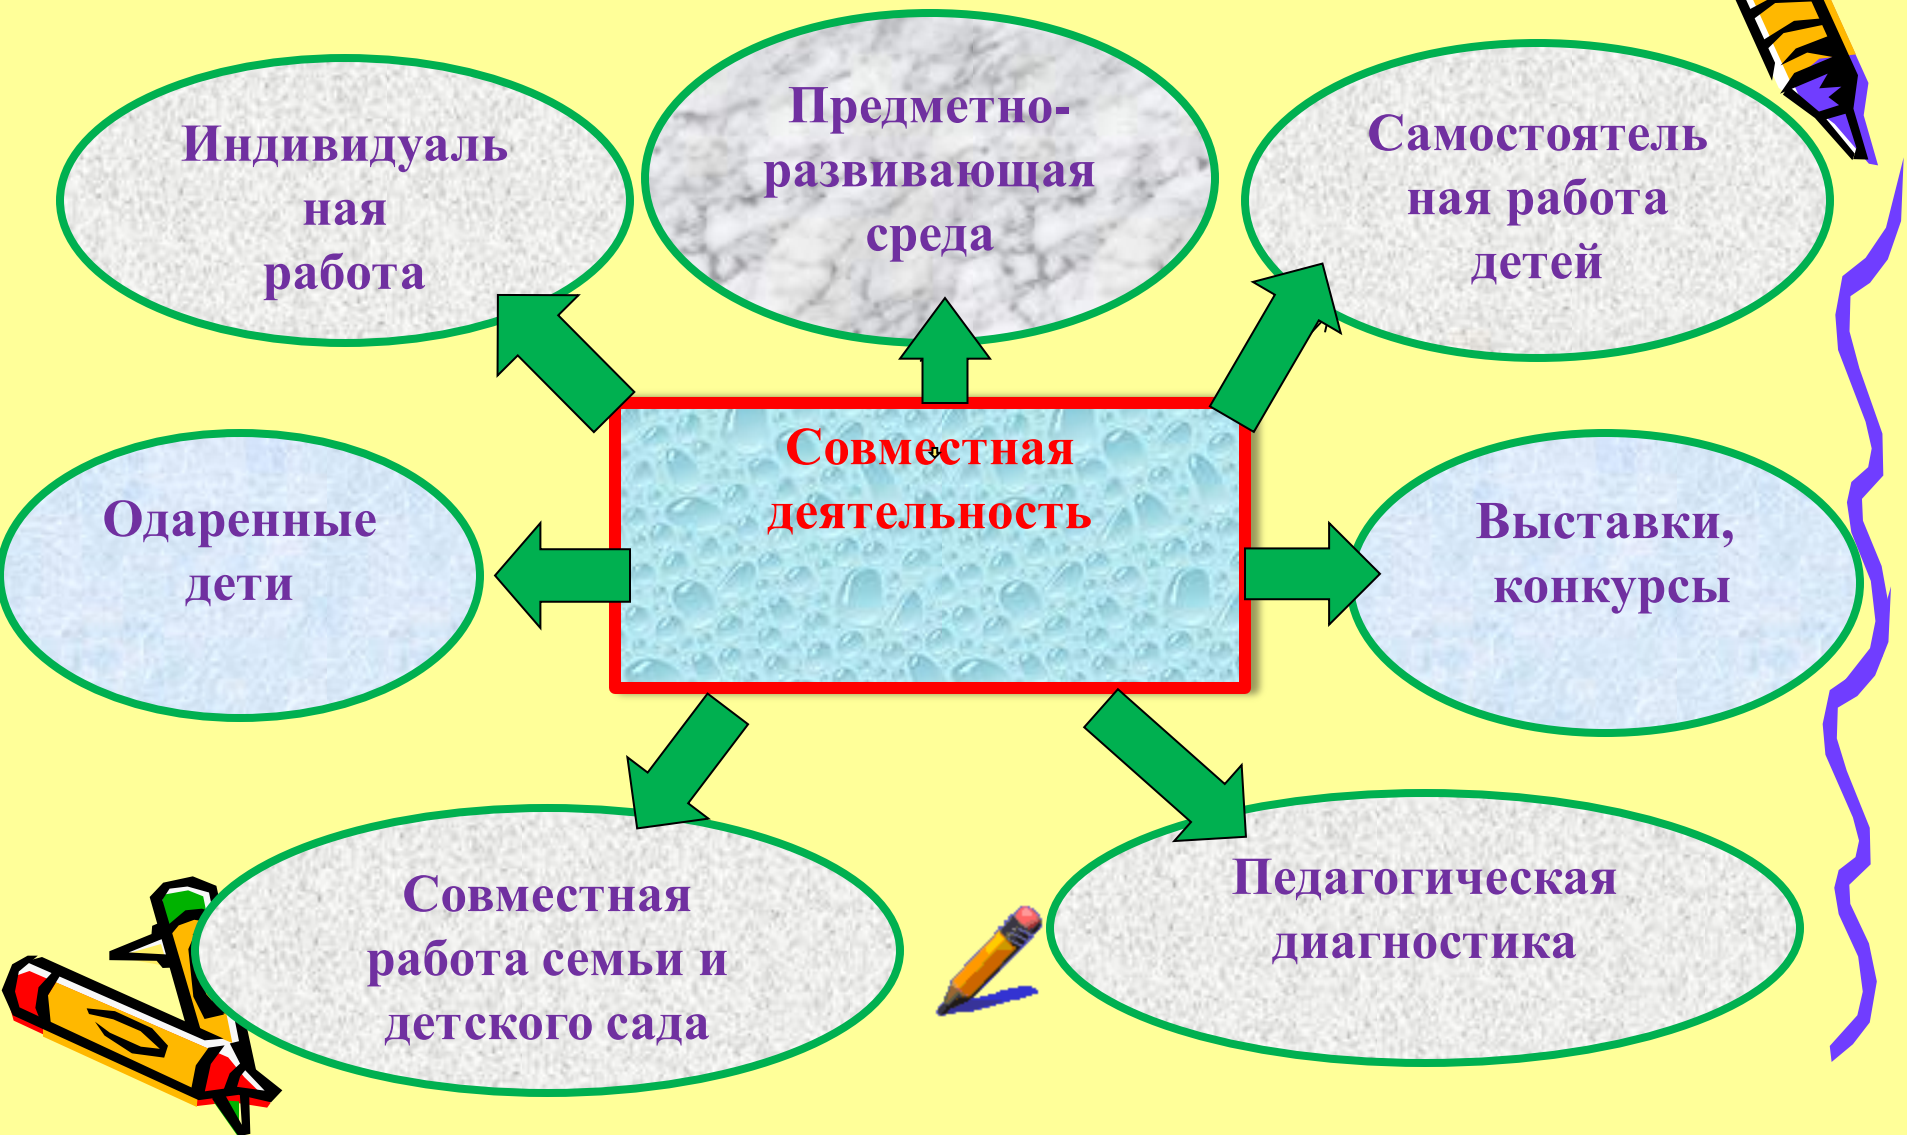 Индивидуаль
ная
работа
Предметно-
развивающая
среда
Самостоятель
ная работа
детей
Совместная
деятельность
Одаренные
дети
Выставки,
конкурсы
Совместная
работа семьи и
детского сада
Педагогическая
диагностика